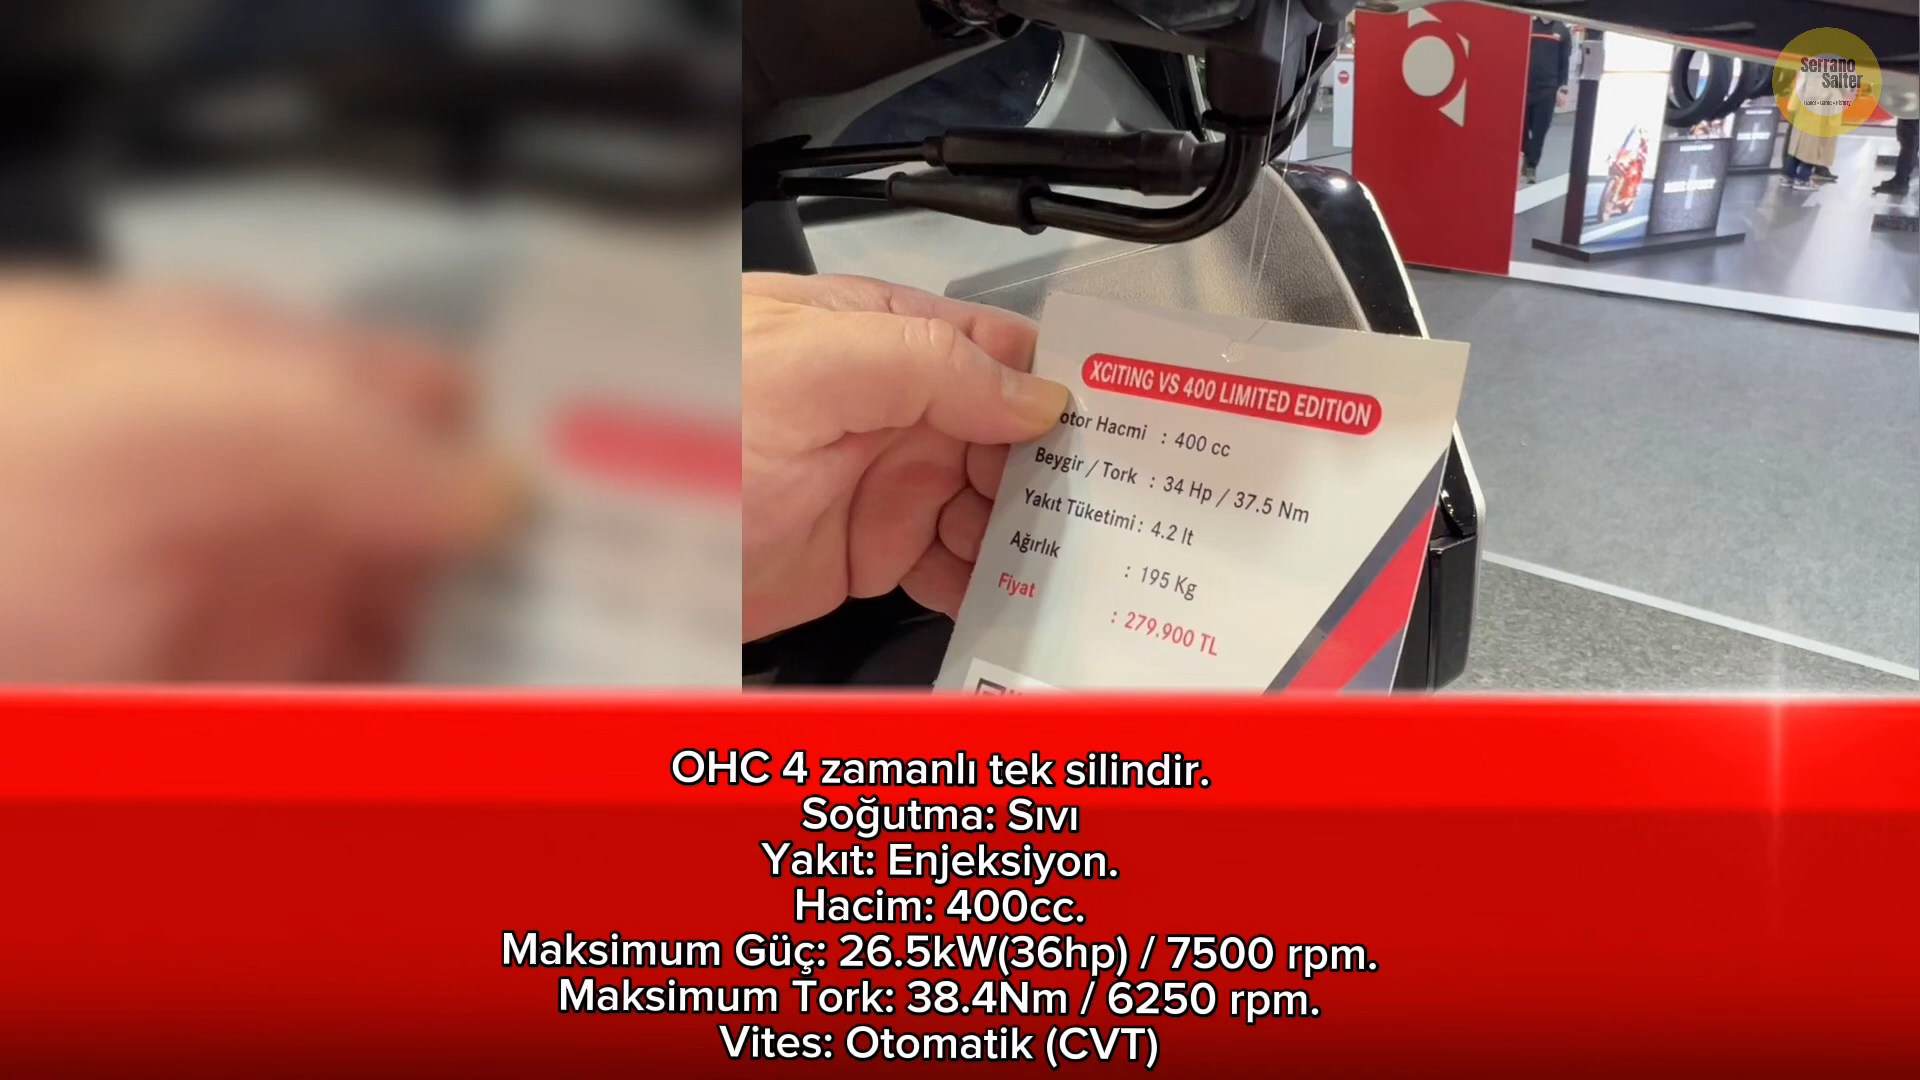 Serrano
Salter
XCITING VS 400 LIMITED EDITION
otor Hacmi : 400 cc
Beygir / Tork : 34 Hp / 37.5 Nm
Yakıt Tüketimi : 4.2 lt
Ağırlık : 195 Kg
Fiyat : 279.900 TL
OHC 4 zamanlı tek silindir.
Soğutma: Sıvı
Yakıt: Enjeksiyon.
Hacim: 400cc.
Maksimum Güç: 26.5kW(36hp) / 7500 rpm.
Maksimum Tork: 38.4Nm / 6250 rpm.
Vites: Otomatik (CVT)